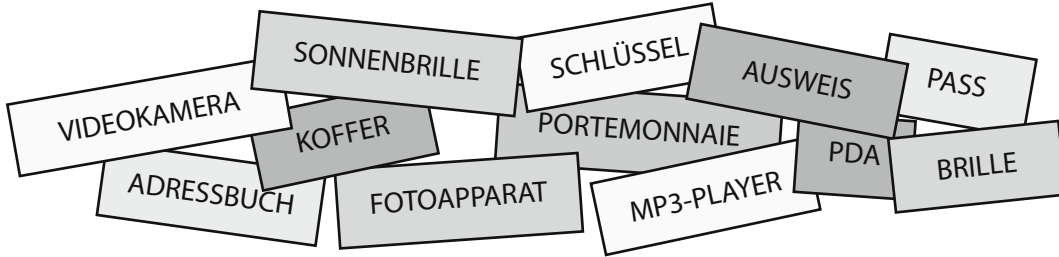 SONNENBRILLE
SCHLÜSSEL
AUSWEIS
PASS
VIDEOKAMERA
KOFFER
PORTEMONNAIE
PDA
BRILLE
ADRESSBUCH
FOTOAPPARAT
MP3-PLAYER